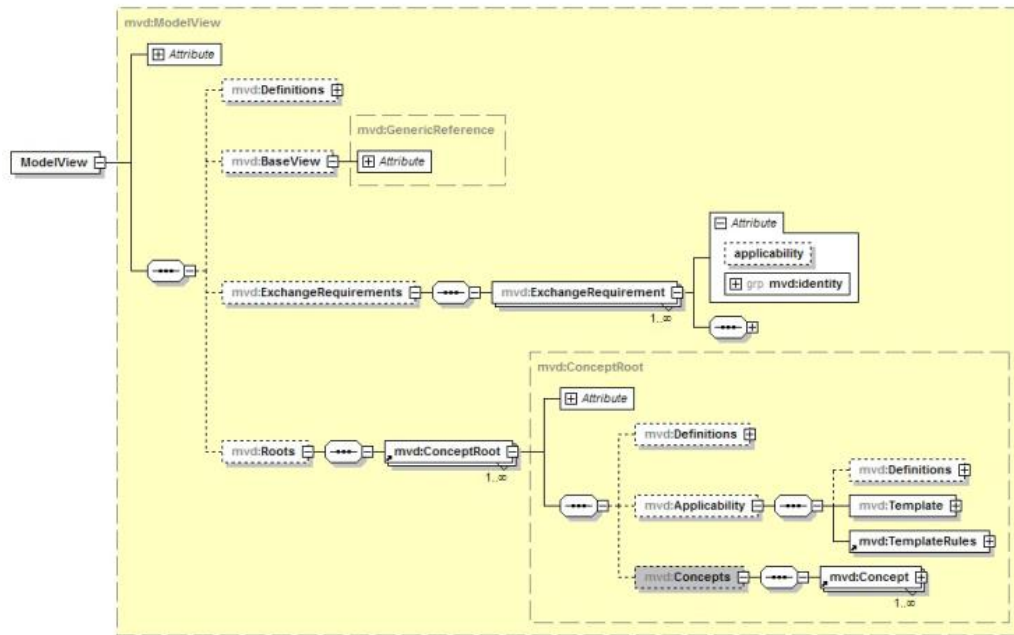 mvd:ModelView
Attribute
mvd:Definitions
mvd:GenericReference
ModelView
mvd:BaseView
Attribute
Attribute
applicability
grp mvd:identity
mvd:ExchangeRequirements
mvd:ExchangeRequirement
1..∞
mvd:ConceptRoot
Attribute
mvd:Definitions
mvd:Roots
mvd:ConceptRoot
1..∞
mvd:Definitions
mvd:Applicability
mvd:Template
mvd:TemplateRules
mvd:Concepts
mvd:Concept
1..∞